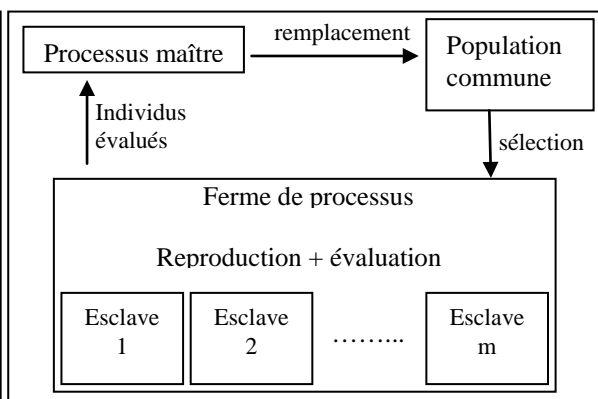 Processus maître
remplacement
Population
commune
Individus
évalués
sélection
Ferme de processus
Reproduction + évaluation
Esclave
1
Esclave
2
……...
Esclave
m